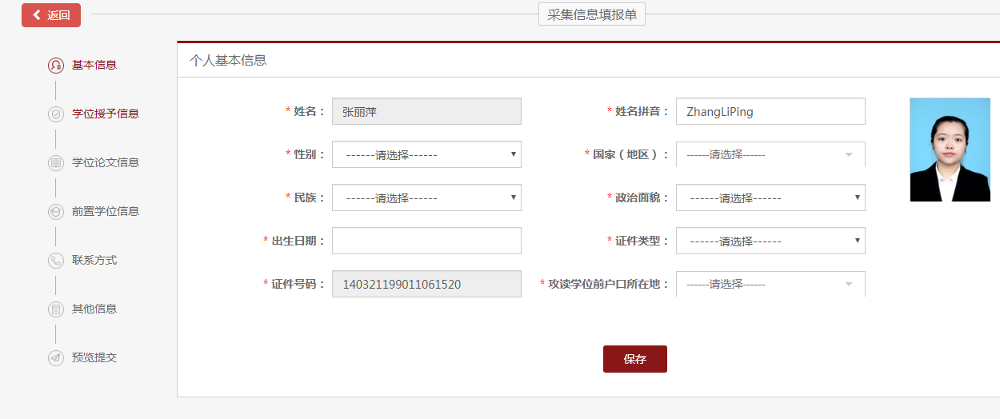 返回
采集信息填报单
基本信息
学位授予信息
学位论文信息
前置学位信息
联系方式
其他信息
预览提交
个人基本信息
* 姓名： 张丽萍 * 姓名拼音： ZhangLiPing
* 性别： ------请选择------ * 国家（地区）： ------请选择------
* 民族： ------请选择------ * 政治面貌： ------请选择------
* 出生日期： * 证件类型： ------请选择------
* 证件号码： 140321199011061520 * 攻读学位前户口所在地： ------请选择------
保存